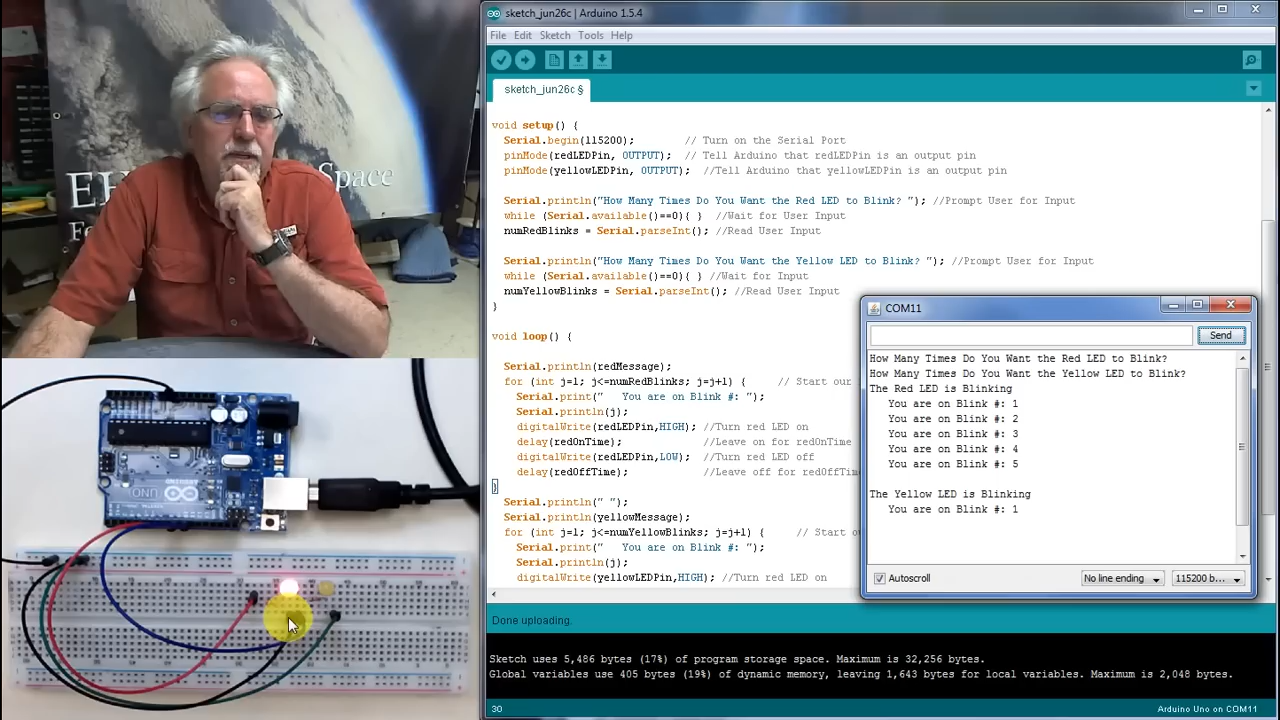 sketch_jun26c | Arduino 1.5.4
File Edit Sketch Tools Help
sketch_jun26c §
void setup() {
Serial.begin(115200); // Turn on the Serial Port
pinMode(redLEDPin, OUTPUT); // Tell Arduino that redLEDPin is an output pin
pinMode(yellowLEDPin, OUTPUT); //Tell Arduino that yellowLEDPin is an output pin
Serial.println("How Many Times Do You Want the Red LED to Blink? "); //Prompt User for Input
while (Serial.available()==0){ } //Wait for User Input
numRedBlinks = Serial.parseInt(); //Read User Input
Serial.println("How Many Times Do You Want the Yellow LED to Blink? "); //Prompt User for Input
while (Serial.available()==0){ } //Wait for Input
numYellowBlinks = Serial.parseInt(); //Read User Input
}
void loop() {
Serial.println(redMessage);
for (int j=1; j<=numRedBlinks; j=j+1) { // Start our
Serial.print("   You are on Blink #: ");
Serial.println(j);
digitalWrite(redLEDPin,HIGH); //Turn red LED on
delay(redOnTime); //Leave on for redOnTime
digitalWrite(redLEDPin,LOW); //Turn red LED off
delay(redOffTime); //Leave off for redOffTime
}
Serial.println(" ");
Serial.println(yellowMessage);
for (int j=1; j<=numYellowBlinks; j=j+1) { // Start ou
Serial.print("   You are on Blink #: ");
Serial.println(j);
digitalWrite(yellowLEDPin,HIGH); //Turn red LED on
COM11
Send
How Many Times Do You Want the Red LED to Blink?
How Many Times Do You Want the Yellow LED to Blink?
The Red LED is Blinking
You are on Blink #: 1
You are on Blink #: 2
You are on Blink #: 3
You are on Blink #: 4
You are on Blink #: 5
The Yellow LED is Blinking
You are on Blink #: 1
Autoscroll No line ending 115200 b...
Done uploading.
Sketch uses 5,486 bytes (17%) of program storage space. Maximum is 32,256 bytes.
Global variables use 405 bytes (19%) of dynamic memory, leaving 1,643 bytes for local variables. Maximum is 2,048 bytes.
30 Arduino Uno on COM11
Space
UNO
ARDUINO